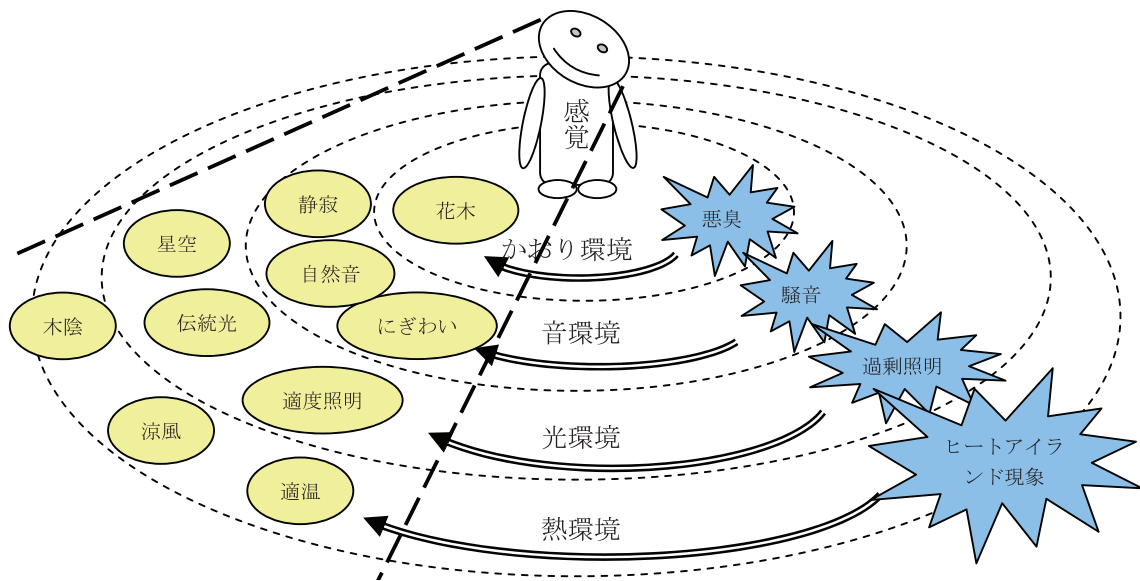 感
覚
静寂
花木
悪臭
星空
かおり環境
自然音
騒音
木陰
伝統光
にぎわい
音環境
過剰照明
適度照明
涼風
光環境
ヒートアイラ
ンド現象
適温
熱環境